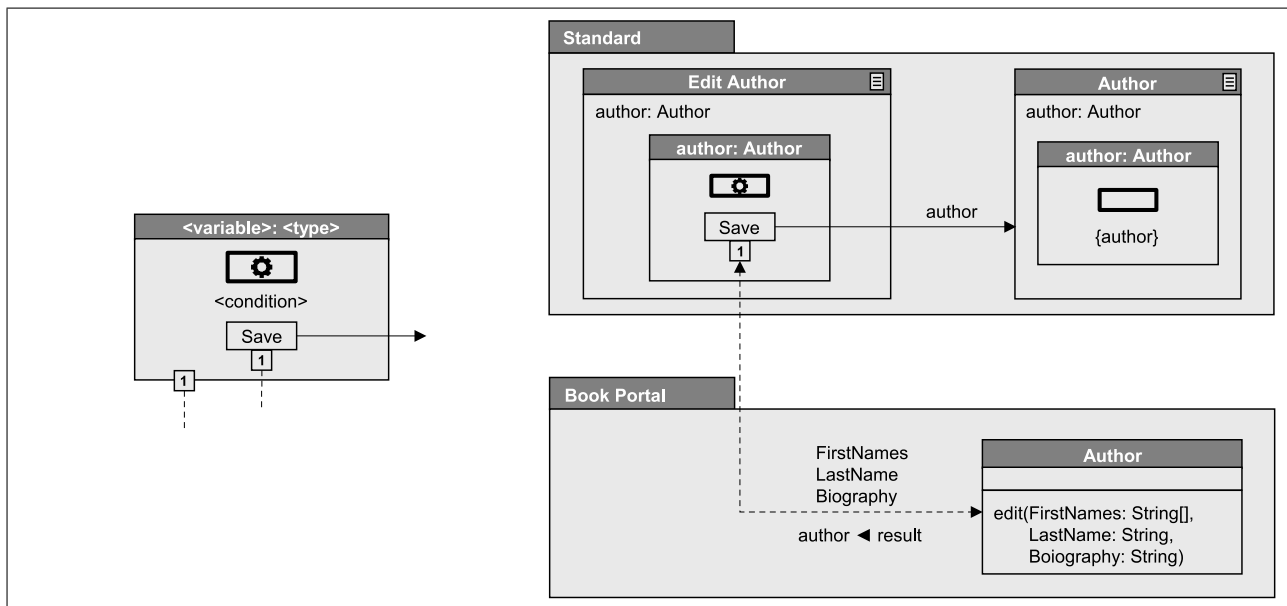 <variable>: <type>
<condition>
Save
1
1
Standard
Edit Author
author: Author
author: Author
Save
1
author
Author
author: Author
author: Author
{author}
Book Portal
FirstNames
LastName
Biography
author ◄ result
Author
edit(FirstNames: String[],
LastName: String,
Boiography: String)